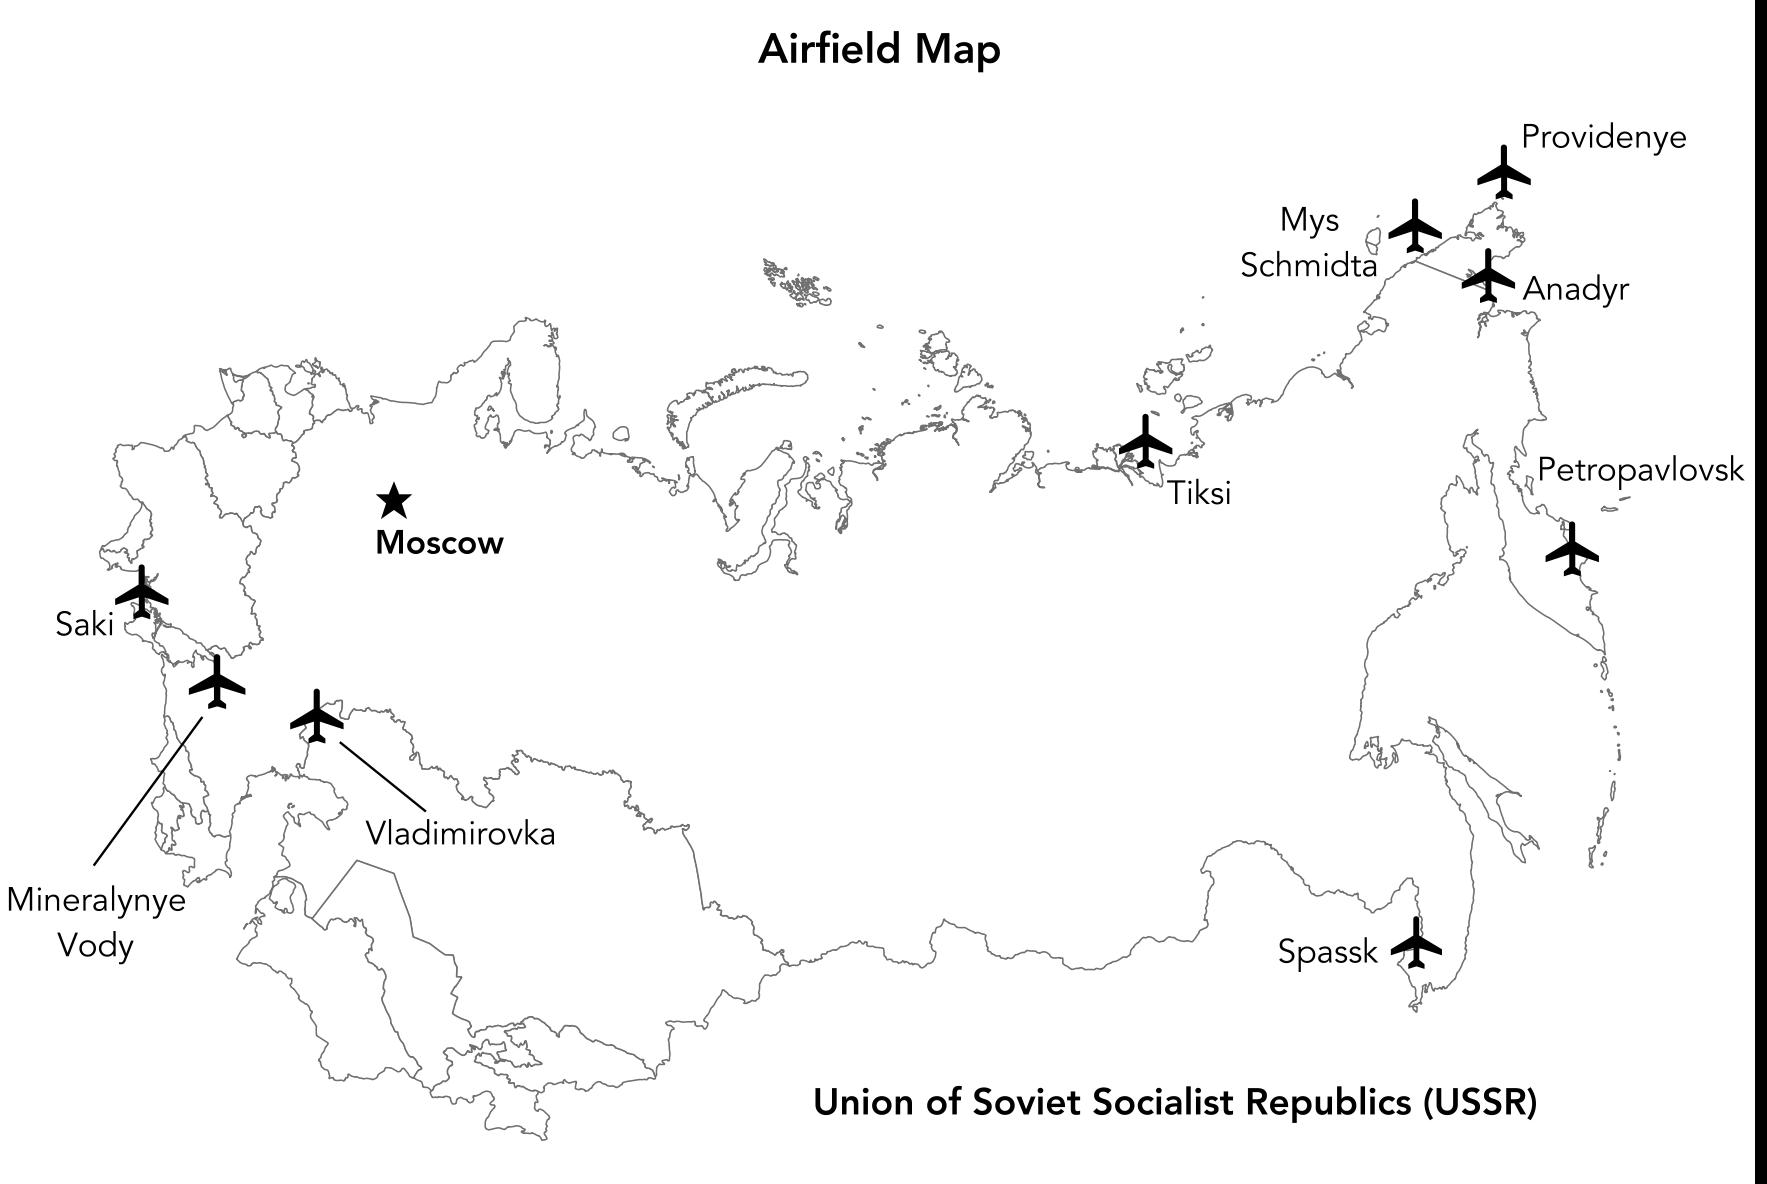 Airfield Map
Providenye
Mys
Schmidta
Anadyr
Petropavlovsk
Tiksi
Moscow
Saki
Vladimirovka
Mineralynye
Vody
Spassk
Union of Soviet Socialist Republics (USSR)